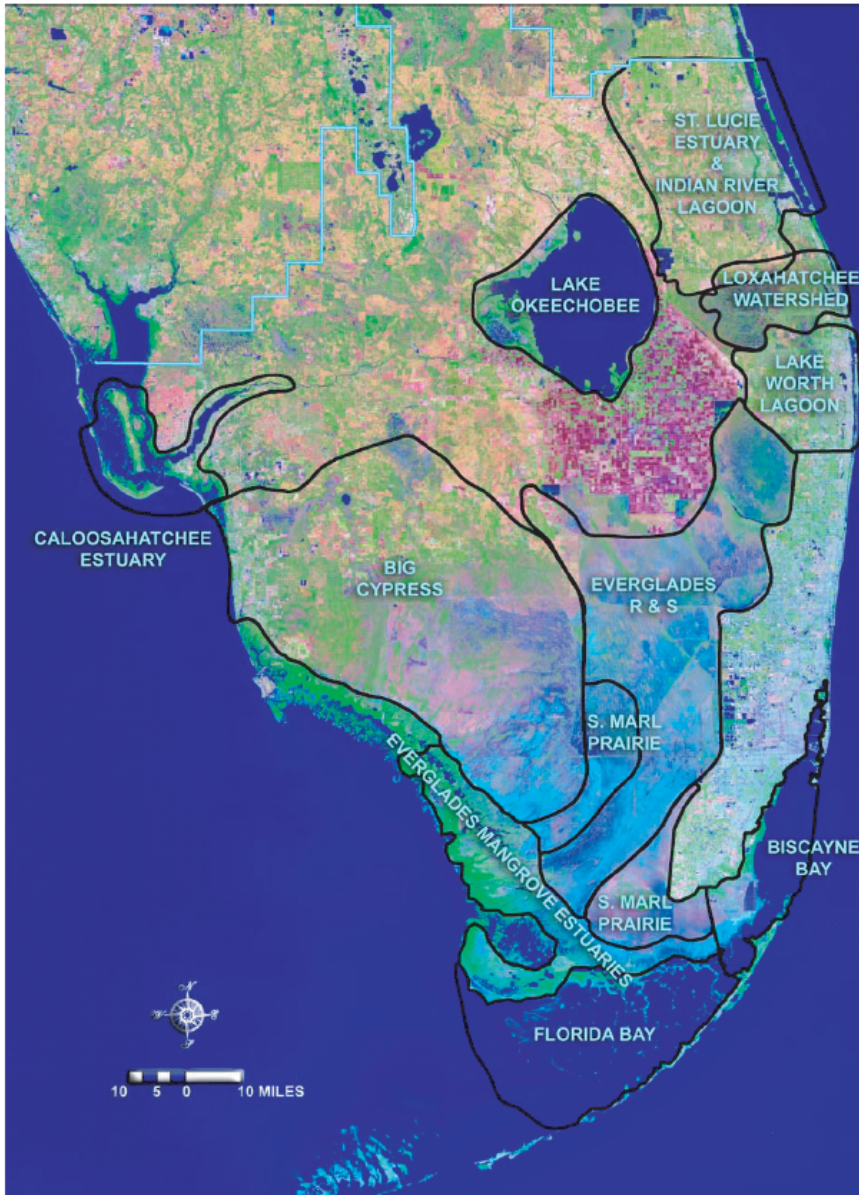 ST. LUCIE
ESTUARY
&
INDIAN RIVER
LAGOON
LAKE
OKEECHOBEE
LOXAHATCHEE
WATERSHED
LAKE
WORTH
LAGOON
CALOOSAHATCHEE
ESTUARY
BIG
CYPRESS
EVERGLADES
R & S
S. MARL
PRAIRIE
EVERGLADES MANGROVE ESTUARIES
BISCAYNE
BAY
S. MARL
PRAIRIE
FLORIDA BAY
N
W E
S
10 5 0 10 MILES